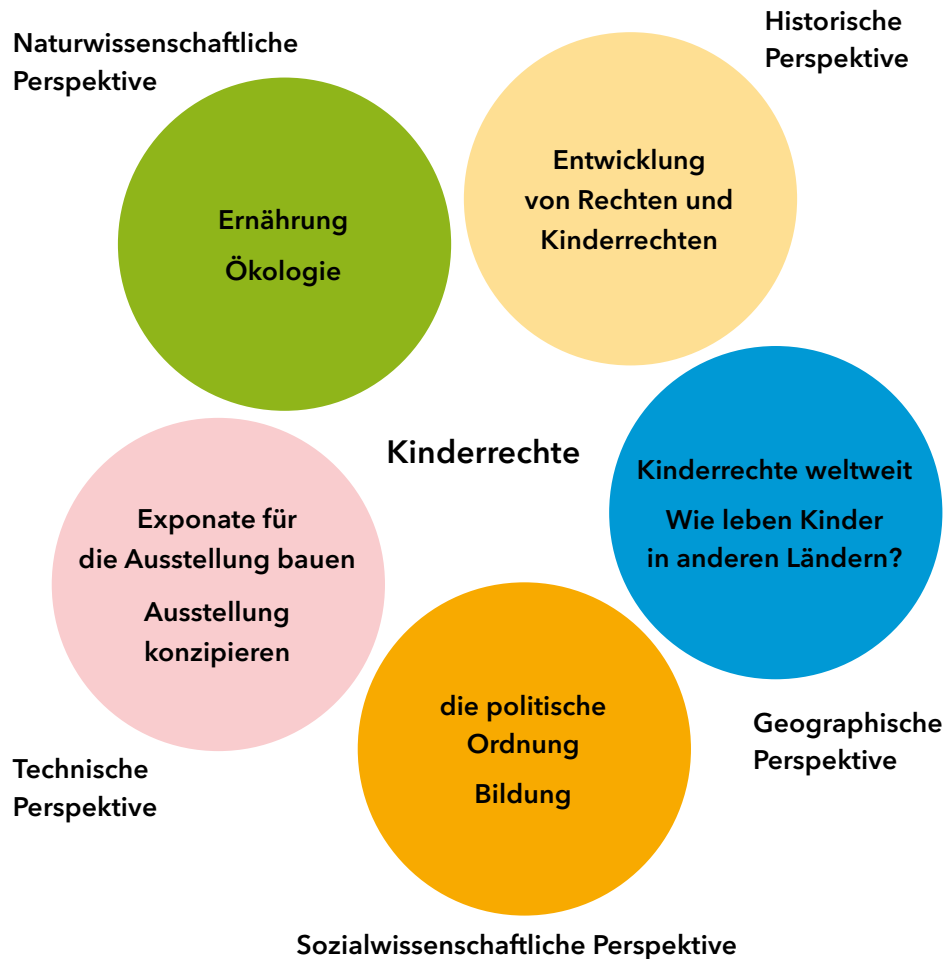 Naturwissenschaftliche
Perspektive
Historische
Perspektive
Ernährung
Ökologie
Entwicklung
von Rechten und
Kinderrechten
Kinderrechte
Kinderrechte weltweit
Wie leben Kinder
in anderen Ländern?
Exponate für
die Ausstellung bauen
Ausstellung
konzipieren
die politische
Ordnung
Bildung
Geographische
Perspektive
Technische
Perspektive
Sozialwissenschaftliche Perspektive